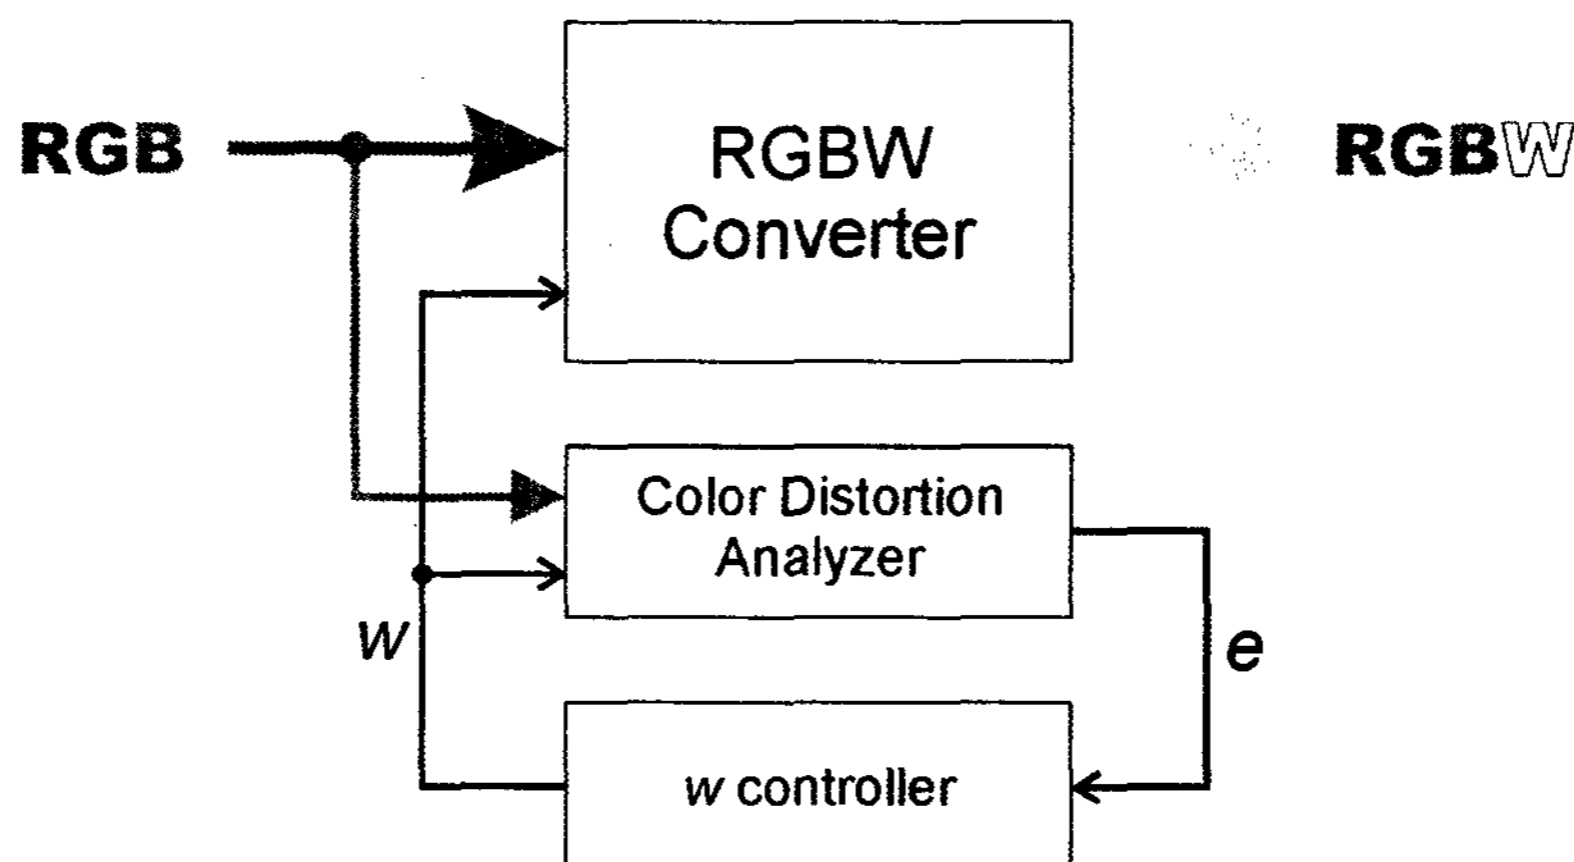 RGB
RGBW
Converter
RGBW
Color Distortion
Analyzer
w
e
w controller